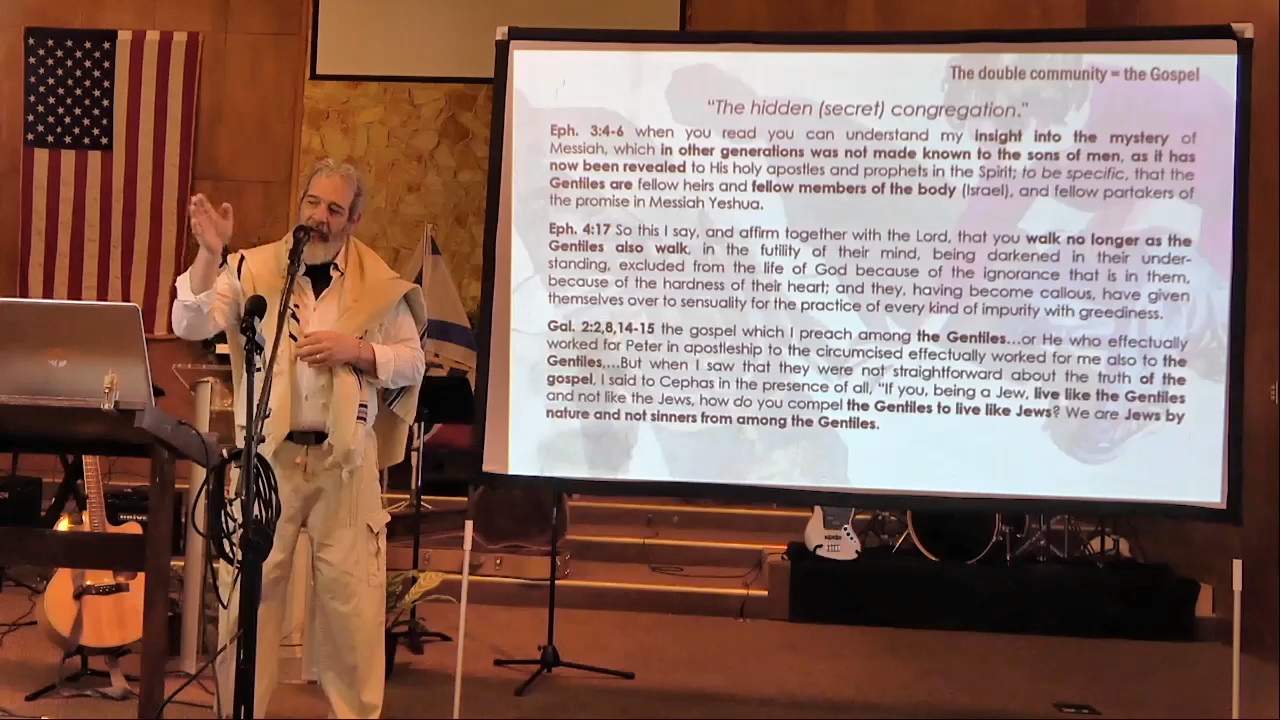 The double community = the Gospel
“The hidden (secret) congregation.”
Eph. 3:4-6 when you read you can understand my insight into the mystery of
Messiah, which in other generations was not made known to the sons of men, as it has
now been revealed to His holy apostles and prophets in the Spirit; to be specific, that the
Gentiles are fellow heirs and fellow members of the body (Israel), and fellow partakers of
the promise in Messiah Yeshua.
Eph. 4:17 So this I say, and affirm together with the Lord, that you walk no longer as the
Gentiles also walk, in the futility of their mind, being darkened in their under-
standing, excluded from the life of God because of the ignorance that is in them,
because of the hardness of their heart; and they, having become callous, have given
themselves over to sensuality for the practice of every kind of impurity with greediness.
Gal. 2:2,8,14-15 the gospel which I preach among the Gentiles...or He who effectually
worked for Peter in apostleship to the circumcised effectually worked for me also to the
Gentiles,...But when I saw that they were not straightforward about the truth of the
gospel, I said to Cephas in the presence of all, “If you, being a Jew, live like the Gentiles
and not like the Jews, how do you compel the Gentiles to live like Jews? We are Jews by
nature and not sinners from among the Gentiles.